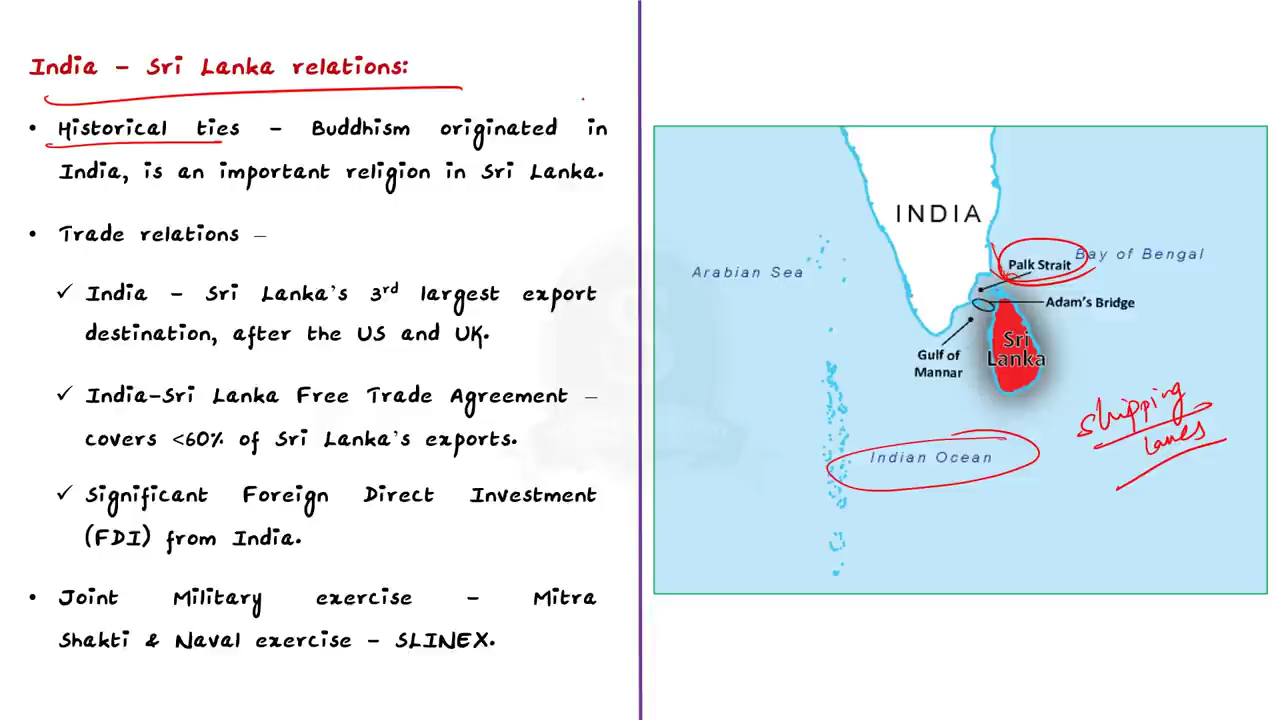 India – Sri Lanka relations:
• Historical ties – Buddhism originated in
India, is an important religion in Sri Lanka.
• Trade relations –
✓ India – Sri Lanka's 3rd largest export
destination, after the US and UK.
✓ India-Sri Lanka Free Trade Agreement –
covers <60% of Sri Lanka's exports.
✓ Significant Foreign Direct Investment
(FDI) from India.
• Joint Military exercise – Mitra
Shakti & Naval exercise – SLINEX.
INDIA
Arabian Sea
Bay of Bengal
Palk Strait
Adam's Bridge
Sri
Lanka
Gulf of
Mannar
Indian Ocean
shipping
lanes